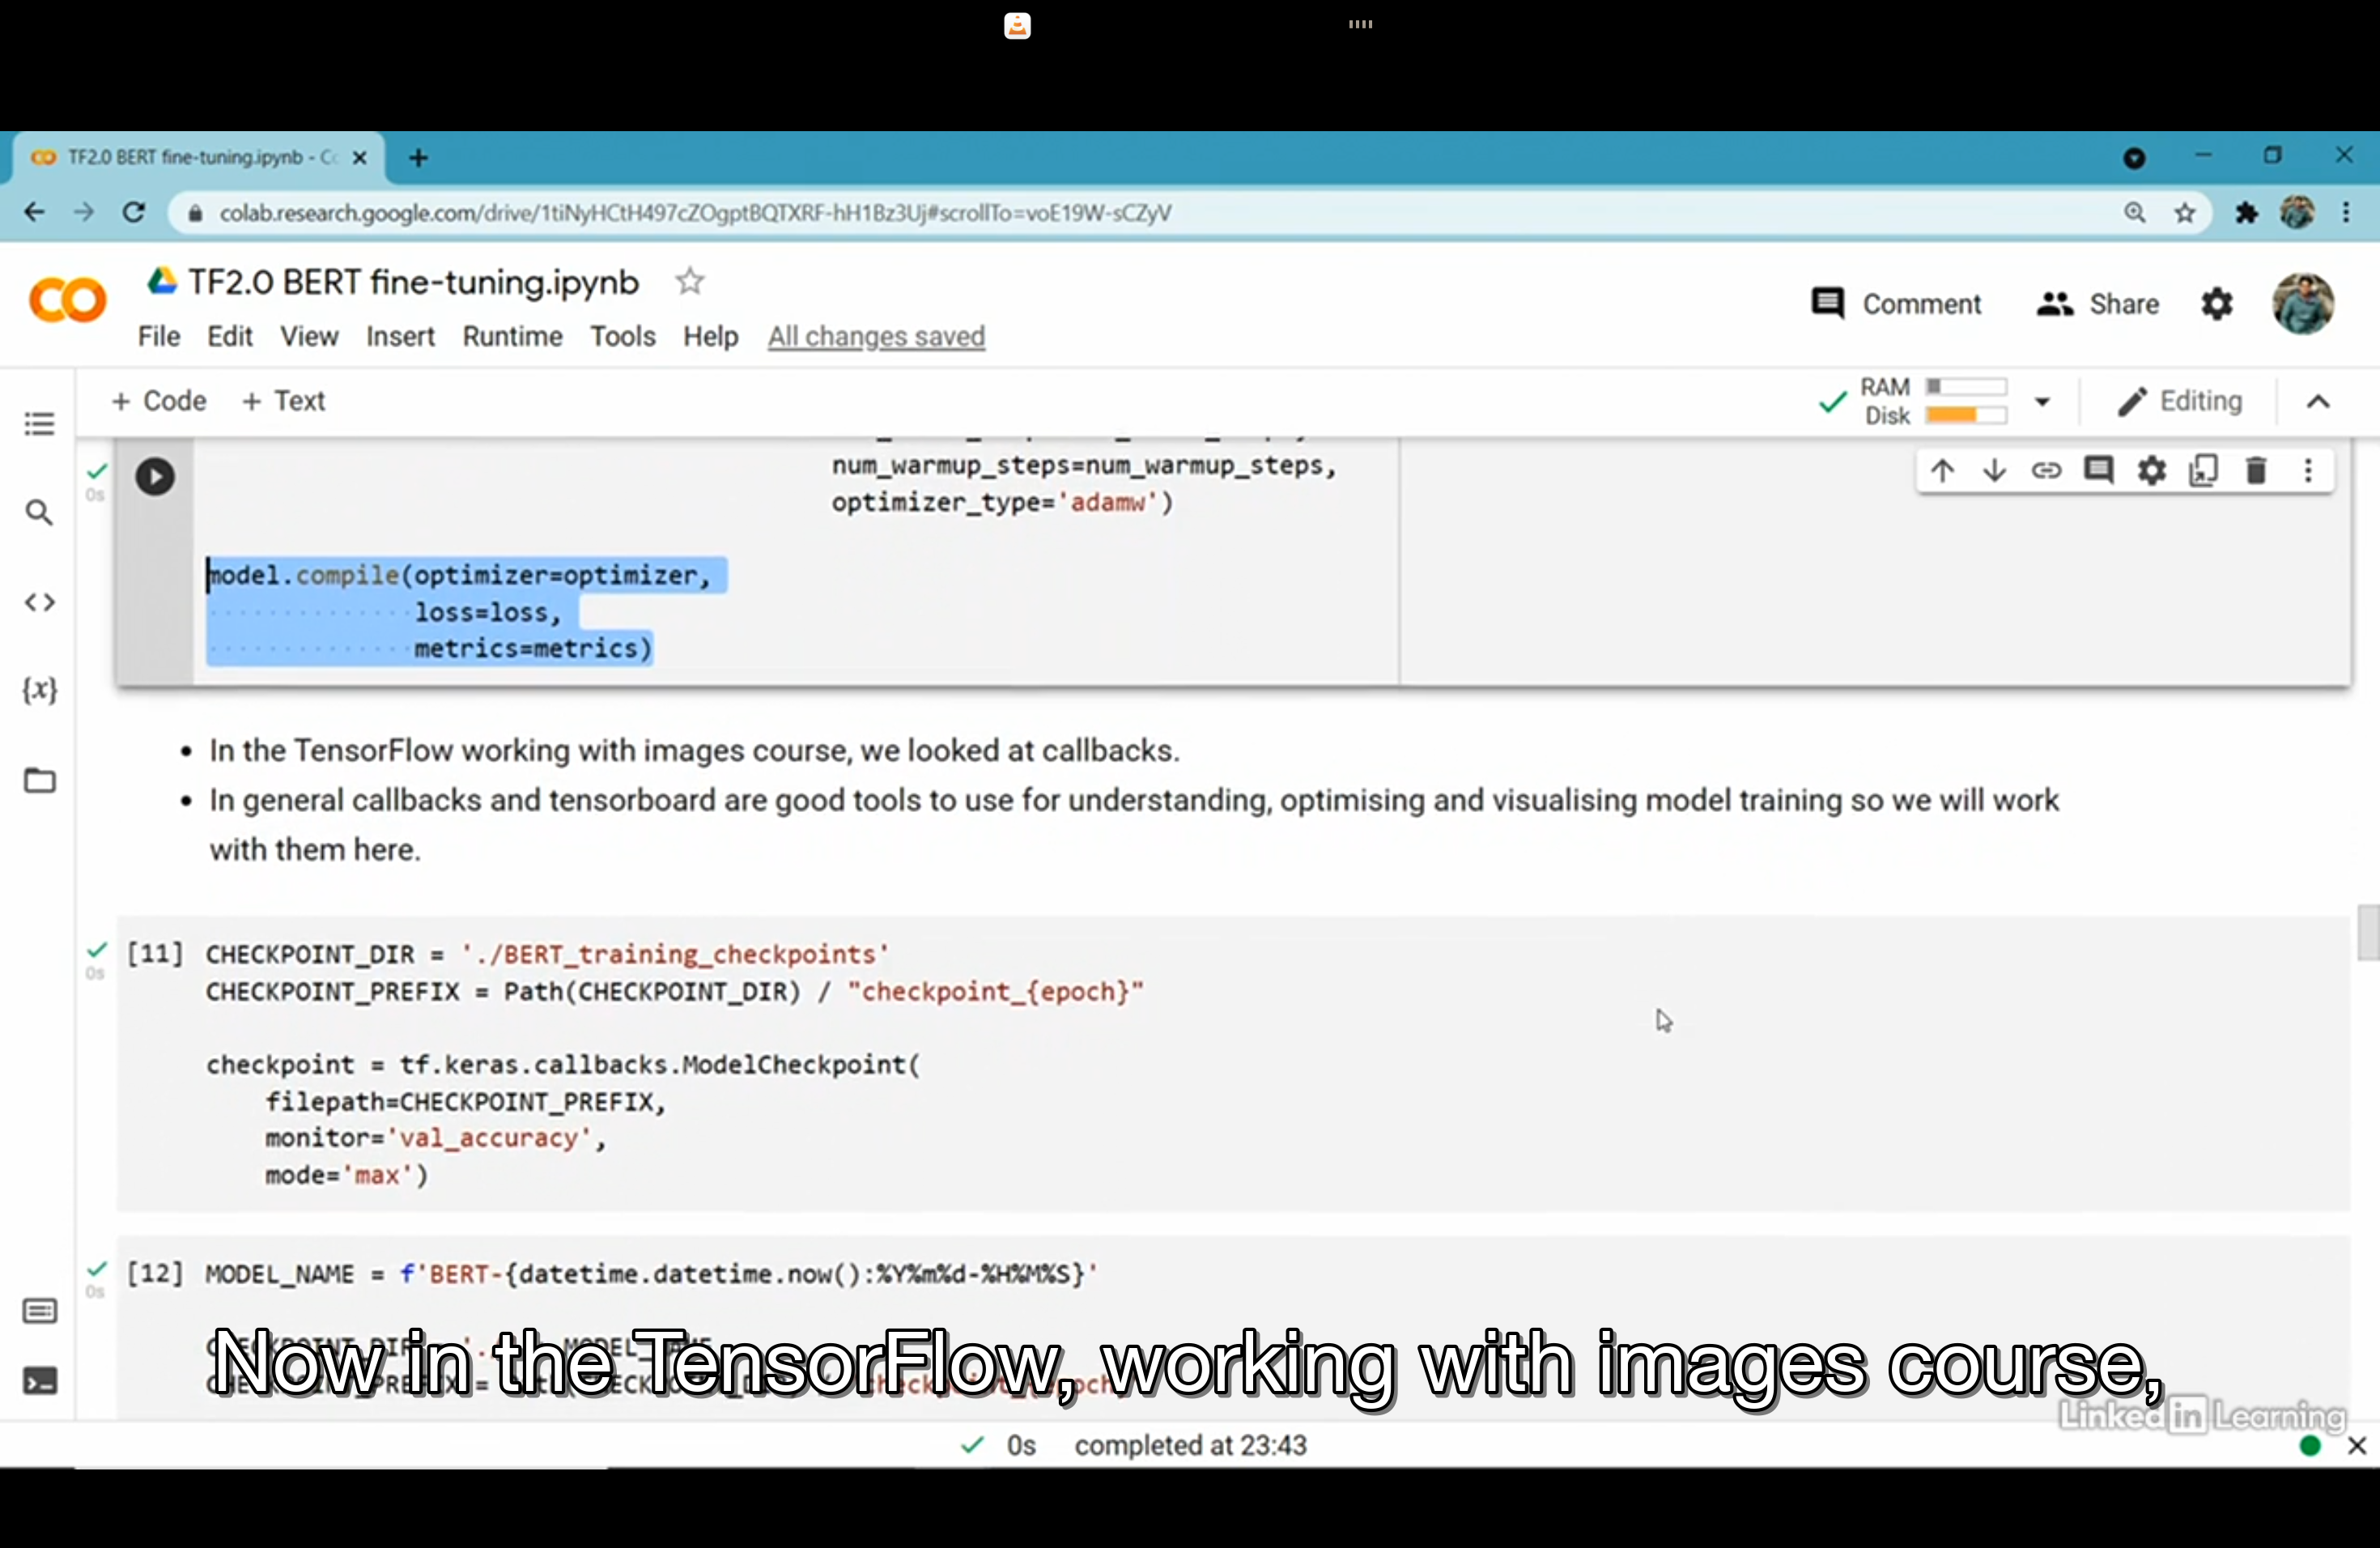 TF2.0 BERT fine-tuning.ipynb - Co
colab.research.google.com/drive/1tiNyHCtH497cZOgptBQTXRF-hH1Bz3Uj#scrollTo=voE19W-sCZyV
TF2.0 BERT fine-tuning.ipynb
Comment Share
File Edit View Insert Runtime Tools Help All changes saved
+ Code + Text
RAM
Disk
Editing
num_warmup_steps=num_warmup_steps,
optimizer_type='adamw')
0s
model.compile(optimizer=optimizer,
loss=loss,
metrics=metrics)
{x}
• In the TensorFlow working with images course, we looked at callbacks.
• In general callbacks and tensorboard are good tools to use for understanding, optimising and visualising model training so we will work
with them here.
[11] CHECKPOINT_DIR = './BERT_training_checkpoints'
0s
CHECKPOINT_PREFIX = Path(CHECKPOINT_DIR) / "checkpoint_{epoch}"
checkpoint = tf.keras.callbacks.ModelCheckpoint(
filepath=CHECKPOINT_PREFIX,
monitor='val_accuracy',
mode='max')
[12] MODEL_NAME = f'BERT-{datetime.datetime.now():%Y%m%d-%H%M%S}'
0s
Now in the TensorFlow, working with images course,
LinkedIn Learning
0s completed at 23:43